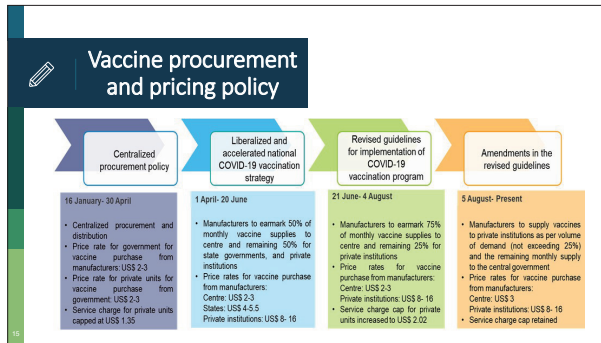 Vaccine procurement
and pricing policy
Centralized
procurement policy
Liberalized and
accelerated national
COVID-19 vaccination
strategy
Revised guidelines
for implementation of
COVID-19
vaccination program
Amendments in the
revised guidelines
16 January- 30 April
• Centralized procurement and
distribution
• Price rate for government for
vaccine purchase from
manufacturers: US$ 2-3
• Price rate for private units for
vaccine purchase from
government: US$ 2-3
• Service charge for private units
capped at US$ 1.35
1 April- 20 June
• Manufacturers to earmark 50% of
monthly vaccine supplies to
centre and remaining 50% for
state governments, and private
institutions
• Price rates for vaccine purchase
from manufacturers:
Centre: US$ 2-3
States: US$ 4-5.5
Private institutions: US$ 8- 16
21 June- 4 August
• Manufacturers to earmark 75%
of monthly vaccine supplies to
centre and remaining 25% for
private institutions
• Price rates for vaccine
purchase from manufacturers:
Centre: US$ 2-3
Private institutions: US$ 8- 16
• Service charge cap for private
units increased to US$ 2.02
5 August- Present
• Manufacturers to supply vaccines
to private institutions as per volume
of demand (not exceeding 25%)
and the remaining monthly supply
to the central government
• Price rates for vaccine purchase
from manufacturers:
Centre: US$ 3
Private institutions: US$ 8- 16
• Service charge cap retained
15